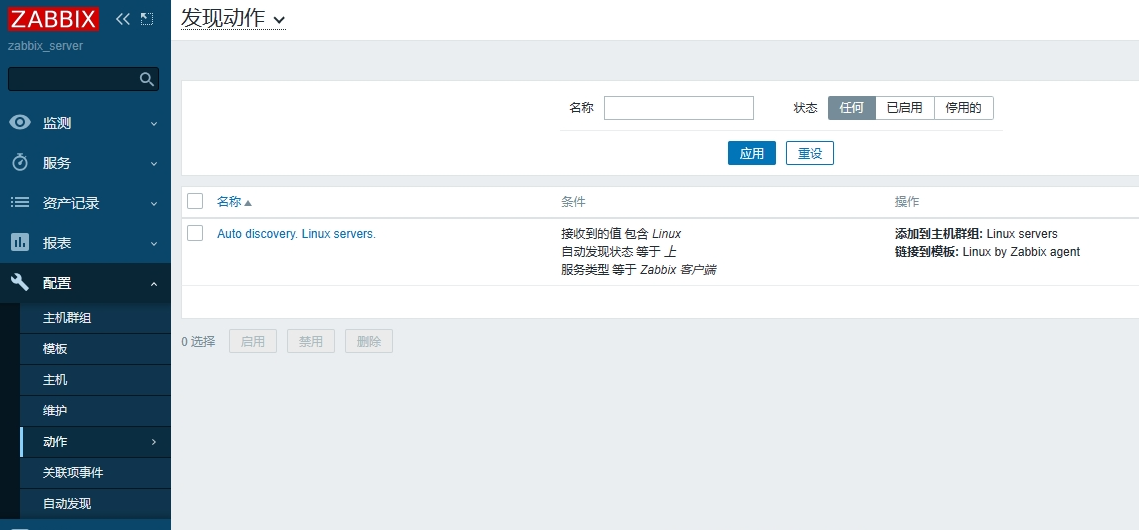 ZABBIX
zabbix_server
监测
服务
资产记录
报表
配置
主机群组
模板
主机
维护
动作
关联项事件
自动发现
发现动作
名称 状态 任何 已启用 停用的
应用 重设
名称 条件 操作
Auto discovery. Linux servers. 接收到的值 包含 Linux 添加到主机群组: Linux servers
自动发现状态 等于 上 链接到模板: Linux by Zabbix agent
服务类型 等于 Zabbix 客户端
0 选择 启用 禁用 删除